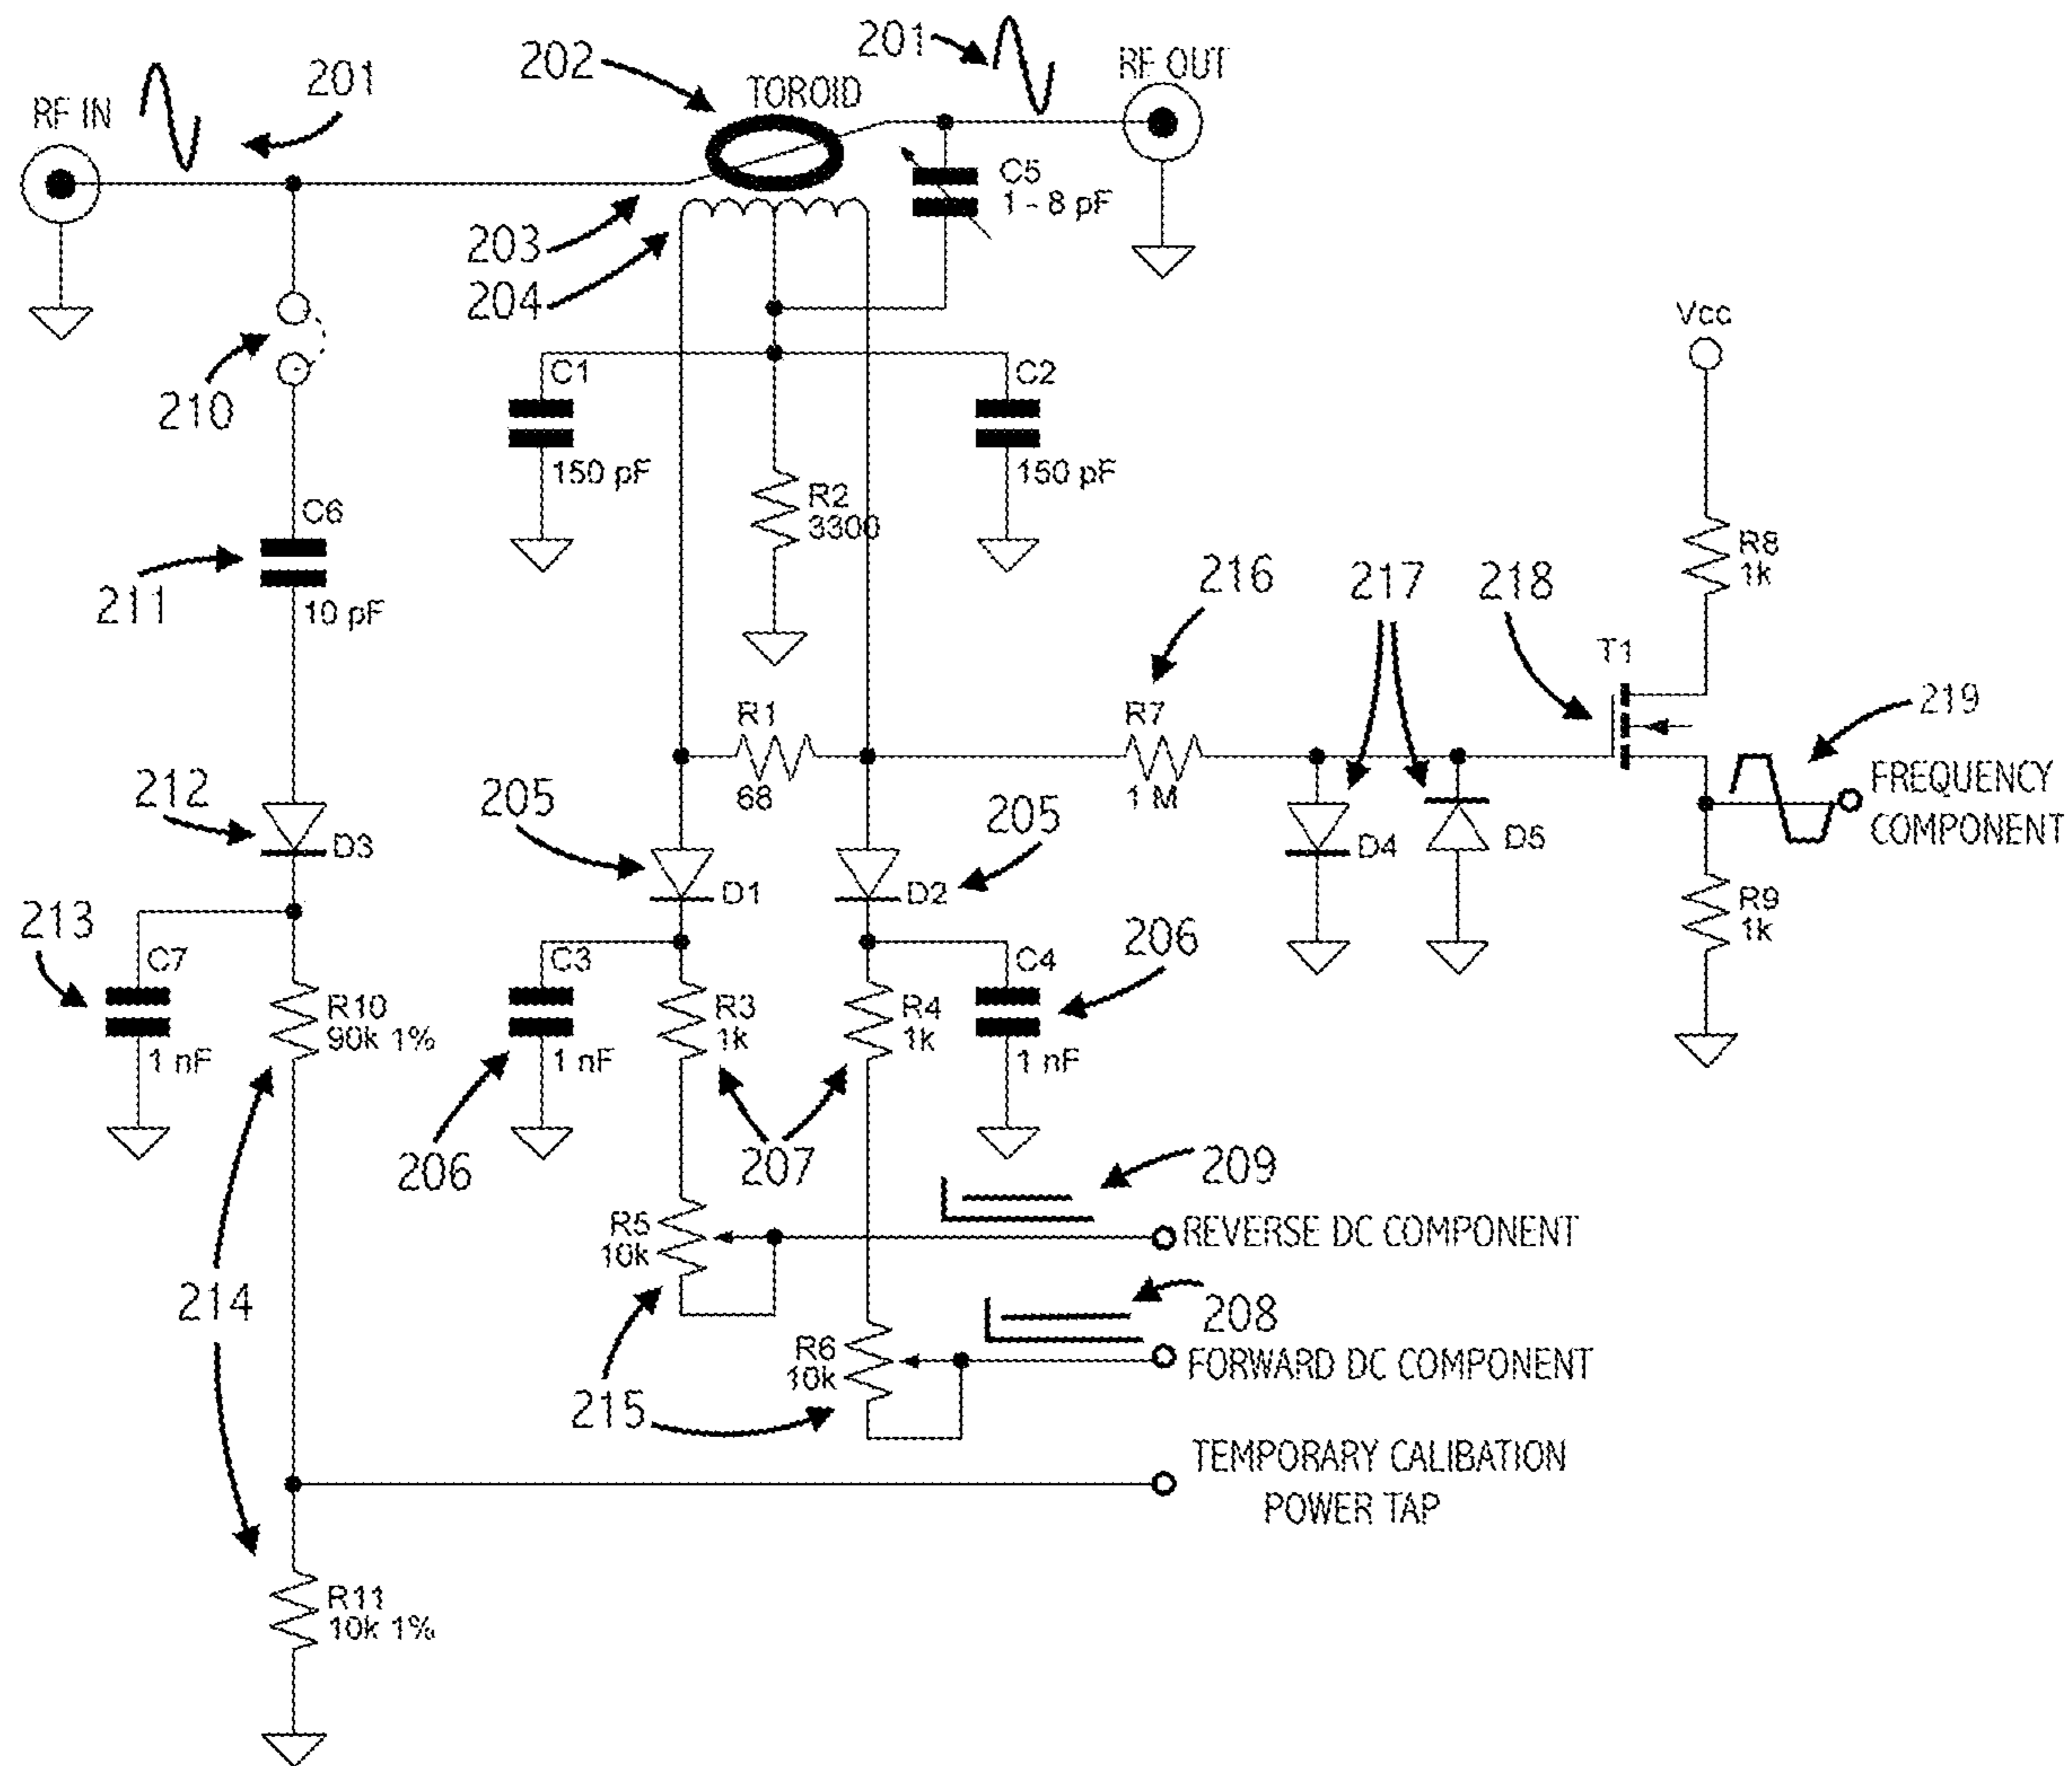 201
RF OUT
202
TOROID
201
RF IN
C5
1 - 8 pF
203
204
Vcc
210
C1
C2
150 pF
150 pF
R2
3300
C6
10 pF
211
216
217
218
R8
1k
T1
219
R1
68
R7
1 M
FREQUENCY
COMPONENT
212
205
205
D3
D1
D2
D4
D5
213
C7
1 nF
R10
90k 1%
C3
1 nF
R3
1k
R4
1k
C4
1 nF
206
R9
1k
206
207
209
R5
10k
REVERSE DC COMPONENT
214
208
R6
10k
FORWARD DC COMPONENT
215
TEMPORARY CALIBATION
POWER TAP
R11
10k 1%